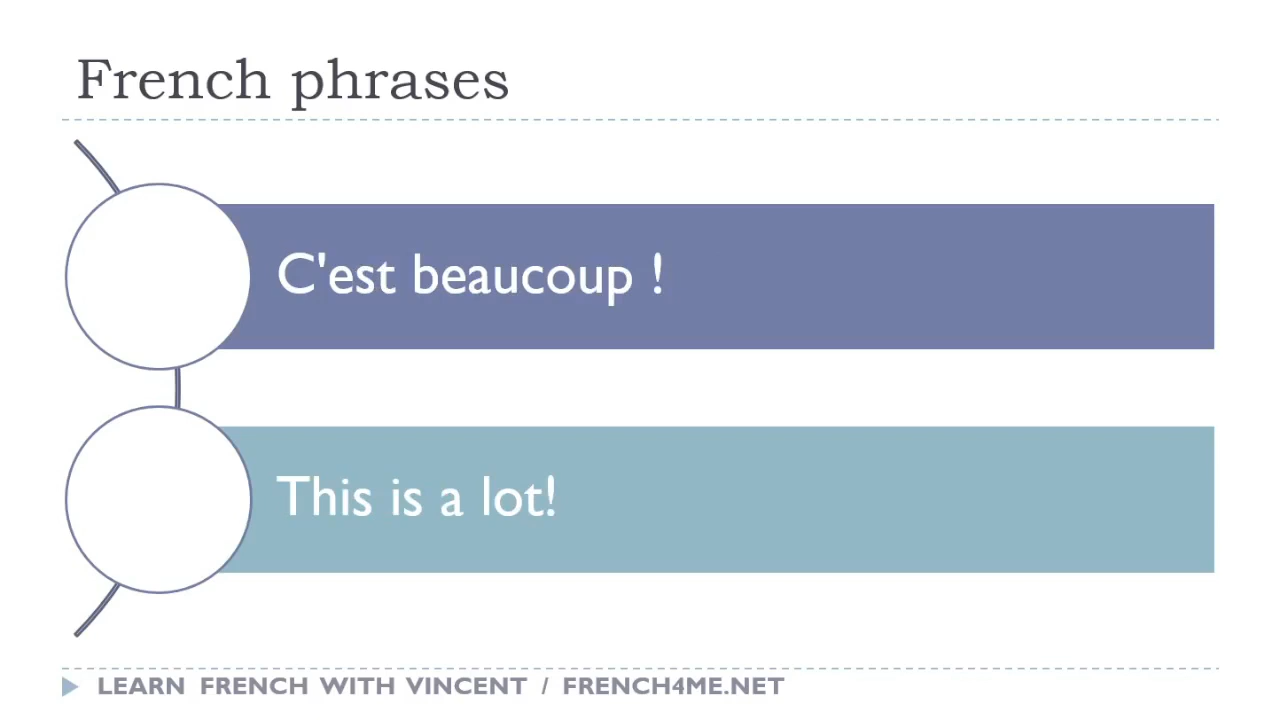 French phrases
C'est beaucoup !
This is a lot!
LEARN FRENCH WITH VINCENT / FRENCH4ME.NET